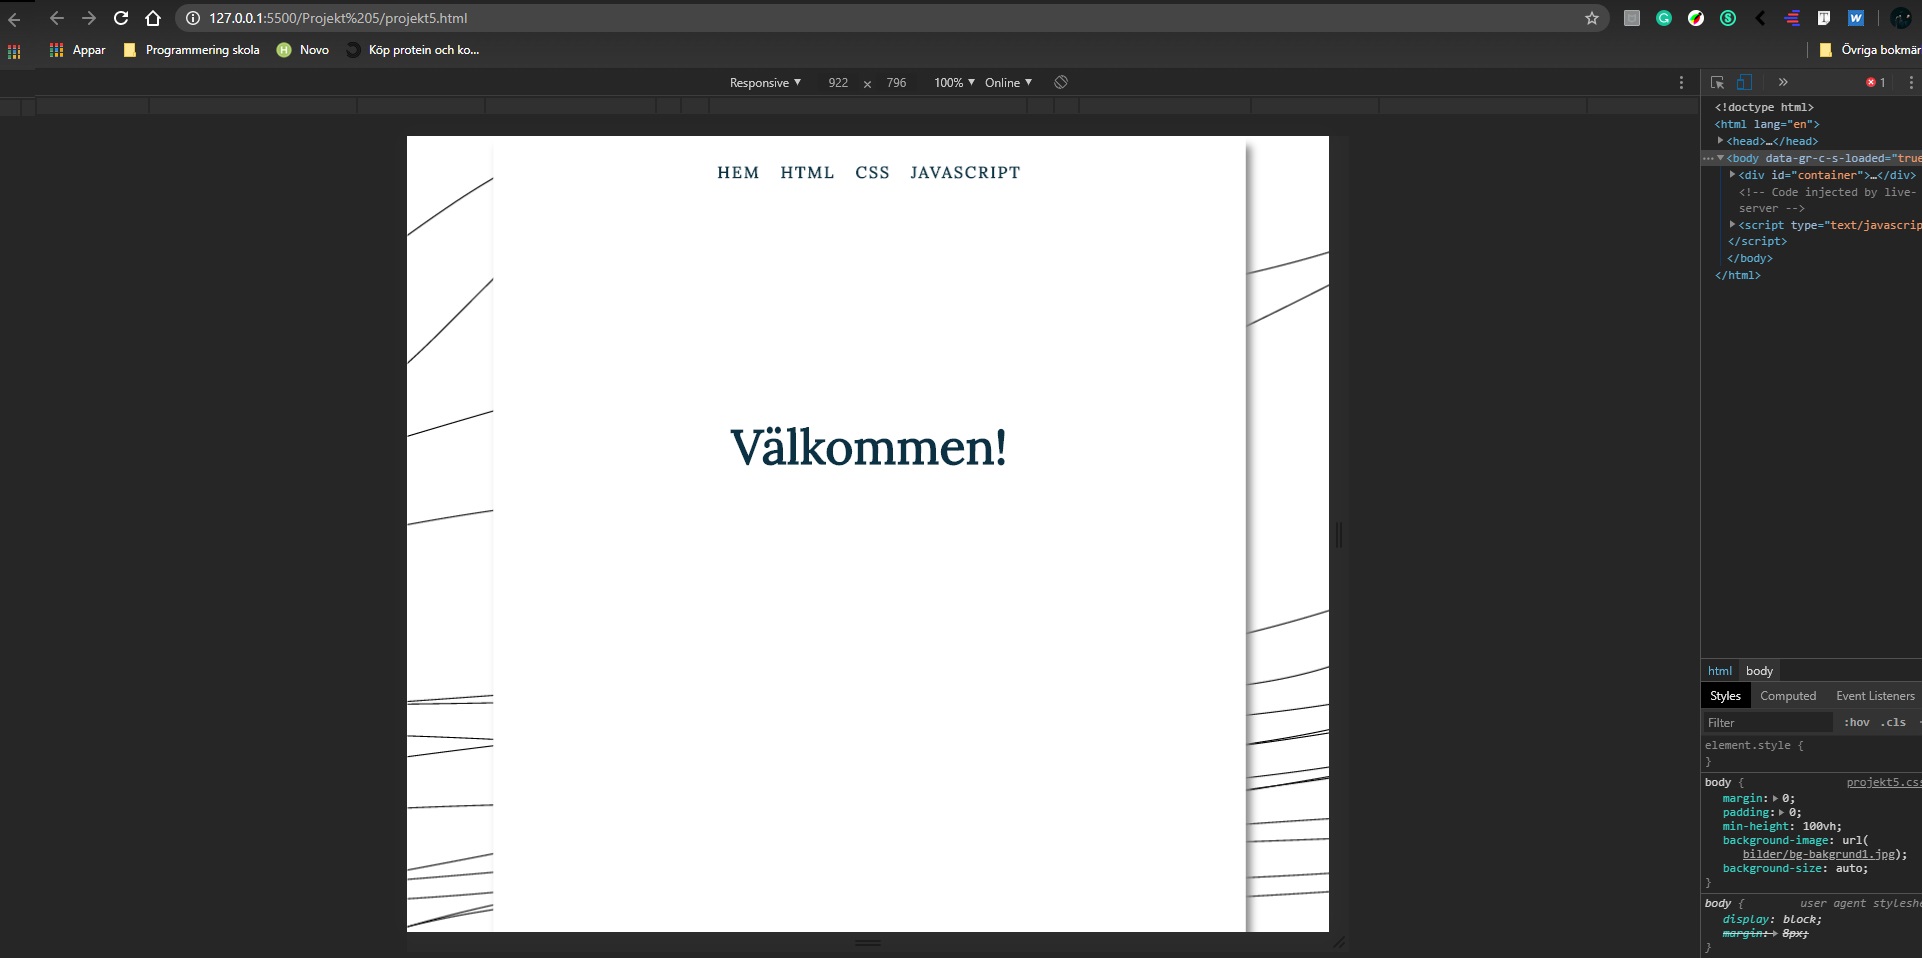 127.0.0.1:5500/Projekt%205/projekt5.html
Appar Programmering skola Novo Köp protein och ko... Övriga bokmär
Responsive ▼ 922 × 796 100% ▼ Online ▼
1
HEM HTML CSS JAVASCRIPT
Välkommen!
<!doctype html>
<html lang="en">
<head>…</head>
<body data-gr-c-s-loaded="true
<div id="container">…</div>
<!-- Code injected by live-
server -->
<script type="text/javascrip
</script>
</body>
</html>
html body
Styles Computed Event Listeners
Filter :hov .cls
element.style {
}
body { projekt5.css
margin: 0;
padding: 0;
min-height: 100vh;
background-image: url(
bilder/bg-bakgrund1.jpg);
background-size: auto;
}
body { user agent styleshe
display: block;
margin: 8px;
}